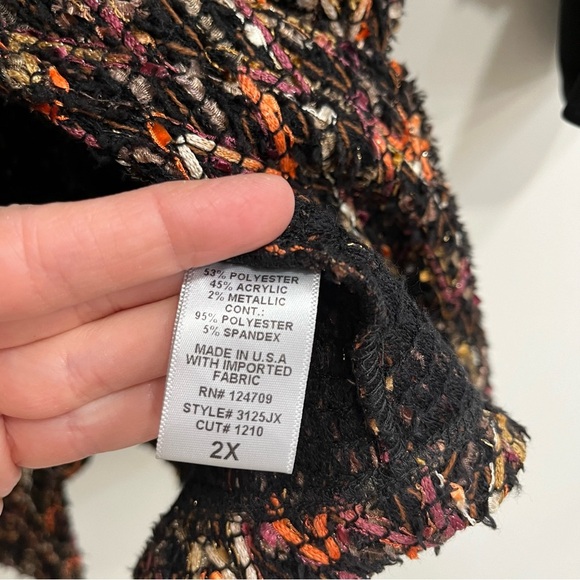 53% POLYESTER
45% ACRYLIC
2% METALLIC
CONT.:
95% POLYESTER
5% SPANDEX
MADE IN U.S.A
WITH IMPORTED
FABRIC
RN# 124709
STYLE# 3125JX
CUT# 1210
2X